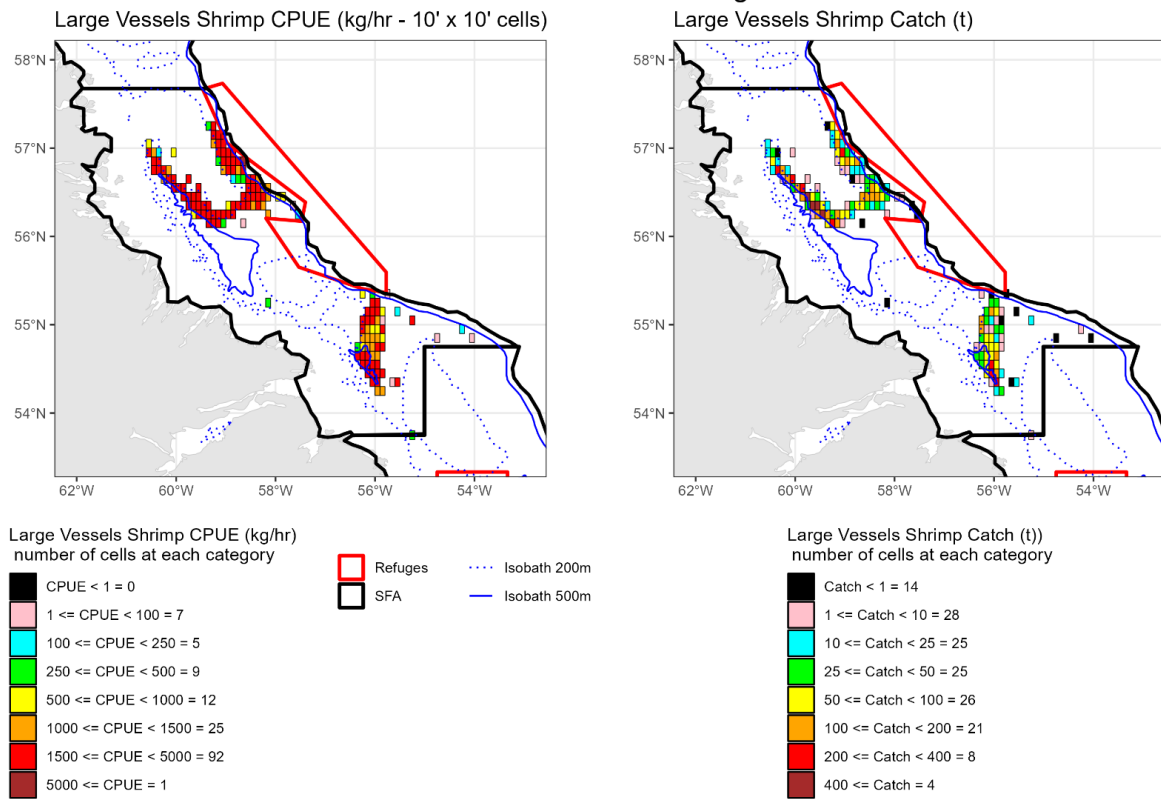 Large Vessels Shrimp CPUE (kg/hr - 10' x 10' cells)
58°N
57°N
56°N
55°N
54°N
62°W 60°W 58°W 56°W 54°W
Large Vessels Shrimp Catch (t)
58°N
57°N
56°N
55°N
54°N
62°W 60°W 58°W 56°W 54°W
Large Vessels Shrimp CPUE (kg/hr)
number of cells at each category
CPUE < 1 = 0
1 <= CPUE < 100 = 7
100 <= CPUE < 250 = 5
250 <= CPUE < 500 = 9
500 <= CPUE < 1000 = 12
1000 <= CPUE < 1500 = 25
1500 <= CPUE < 5000 = 92
5000 <= CPUE = 1
Refuges
SFA
Isobath 200m
Isobath 500m
Large Vessels Shrimp Catch (t))
number of cells at each category
Catch < 1 = 14
1 <= Catch < 10 = 28
10 <= Catch < 25 = 25
25 <= Catch < 50 = 25
50 <= Catch < 100 = 26
100 <= Catch < 200 = 21
200 <= Catch < 400 = 8
400 <= Catch = 4